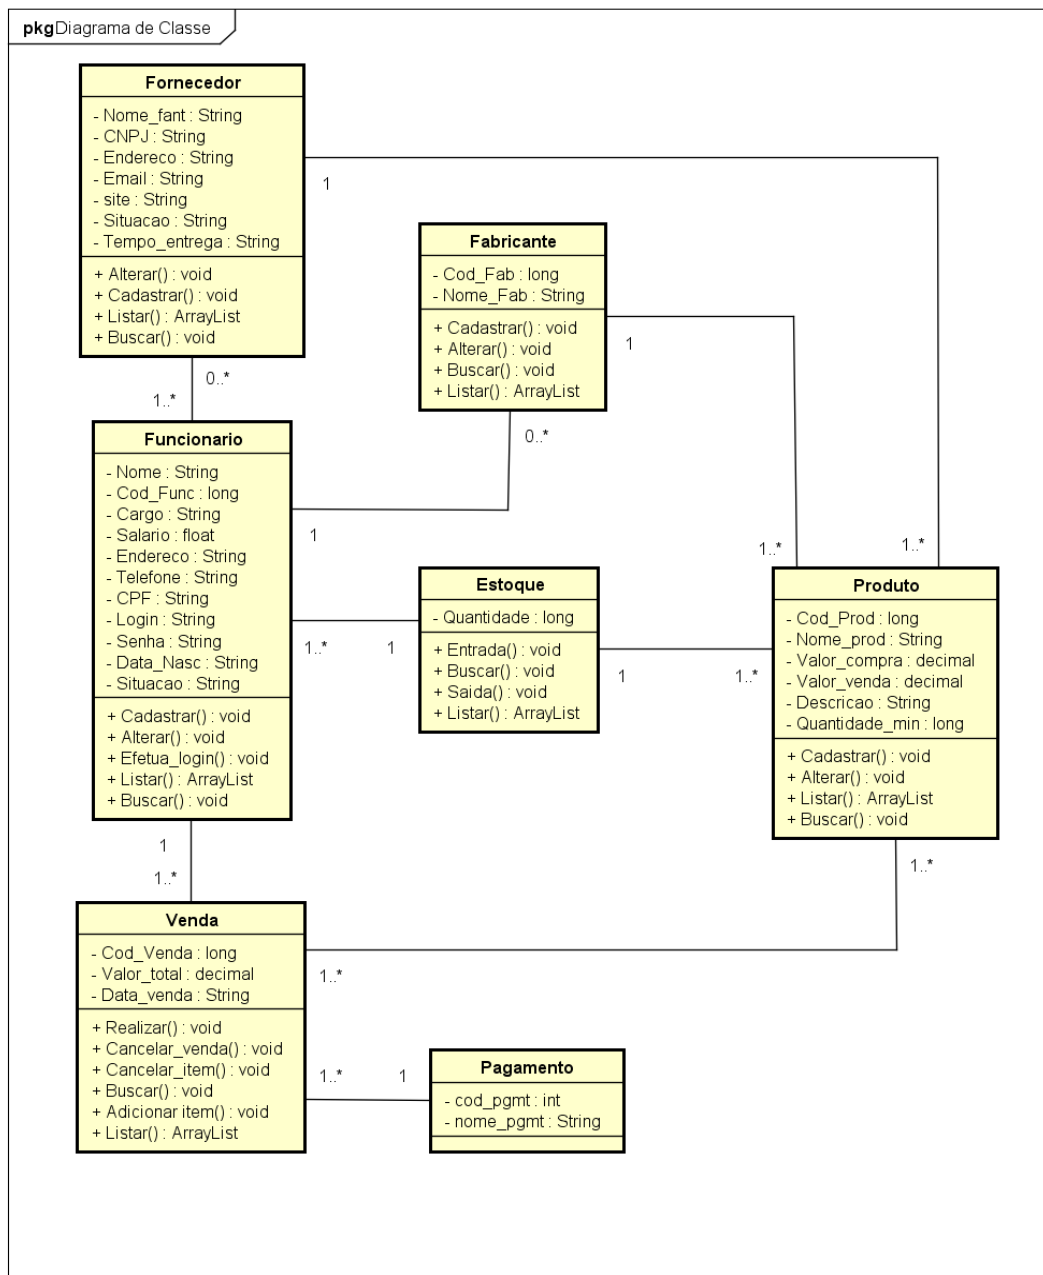 pkg Diagrama de Classe
Fornecedor
- Nome_fant : String
- CNPJ : String
- Endereco : String
- Email : String
- site : String
- Situacao : String
- Tempo_entrega : String
+ Alterar() : void
+ Cadastrar() : void
+ Listar() : ArrayList
+ Buscar() : void
1
1..*
0..*
1..*
Fabricante
- Cod_Fab : long
- Nome_Fab : String
+ Cadastrar() : void
+ Alterar() : void
+ Buscar() : void
+ Listar() : ArrayList
1
1..*
0..*
1
Funcionario
- Nome : String
- Cod_Func : long
- Cargo : String
- Salario : float
- Endereco : String
- Telefone : String
- CPF : String
- Login : String
- Senha : String
- Data_Nasc : String
- Situacao : String
+ Cadastrar() : void
+ Alterar() : void
+ Efetua_login() : void
+ Listar() : ArrayList
+ Buscar() : void
1..*
1
Estoque
- Quantidade : long
+ Entrada() : void
+ Buscar() : void
+ Saida() : void
+ Listar() : ArrayList
1
1..*
Produto
- Cod_Prod : long
- Nome_prod : String
- Valor_compra : decimal
- Valor_venda : decimal
- Descricao : String
- Quantidade_min : long
+ Cadastrar() : void
+ Alterar() : void
+ Listar() : ArrayList
+ Buscar() : void
1..*
1
1..*
Venda
- Cod_Venda : long
- Valor_total : decimal
- Data_venda : String
+ Realizar() : void
+ Cancelar_venda() : void
+ Cancelar_item() : void
+ Buscar() : void
+ Adicionar item() : void
+ Listar() : ArrayList
1..*
1..*
1
Pagamento
- cod_pgmt : int
- nome_pgmt : String